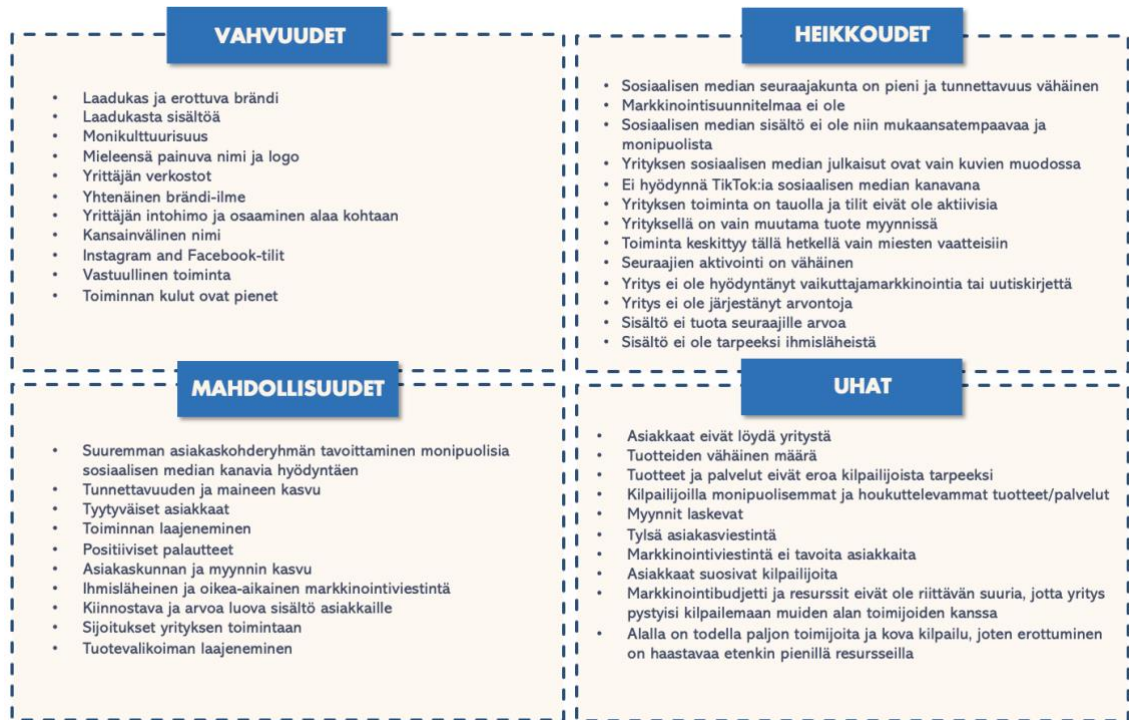 VAHVUUDET
• Laadukas ja erottuva brändi
• Laadukasta sisältöä
• Monikulttuurisuus
• Mieleensä painuva nimi ja logo
• Yrittäjän verkostot
• Yhtenäinen brändi-ilme
• Yrittäjän intohimo ja osaaminen alaa kohtaan
• Kansainvälinen nimi
• Instagram and Facebook-tilit
• Vastuullinen toiminta
• Toiminnan kulut ovat pienet
HEIKKOUDET
• Sosiaalisen median seuraajakunta on pieni ja tunnettavuus vähäinen
• Markkinointisuunnitelmaa ei ole
• Sosiaalisen median sisältö ei ole niin mukaansatempaavaa ja
monipuolista
• Yrityksen sosiaalisen median julkaisut ovat vain kuvien muodossa
• Ei hyödynnä TikTok:ia sosiaalisen median kanavana
• Yrityksen toiminta on tauolla ja tilit eivät ole aktiivisia
• Yrityksellä on vain muutama tuote myynnissä
• Toiminta keskittyy tällä hetkellä vain miesten vaatteisiin
• Seuraajien aktivointi on vähäinen
• Yritys ei ole hyödyntänyt vaikuttajamarkkinointia tai uutiskirjettä
• Yritys ei ole järjestänyt arvontoja
• Sisältö ei tuota seuraajille arvoa
• Sisältö ei ole tarpeeksi ihmisläheistä
MAHDOLLISUUDET
• Suuremman asiakaskohderyhmän tavoittaminen monipuolisia
sosiaalisen median kanavia hyödyntäen
• Tunnettavuuden ja maineen kasvu
• Tyytyväiset asiakkaat
• Toiminnan laajeneminen
• Positiiviset palautteet
• Asiakaskunnan ja myynnin kasvu
• Ihmisläheinen ja oikea-aikainen markkinointiviestintä
• Kiinnostava ja arvoa luova sisältö asiakkaille
• Sijoitukset yrityksen toimintaan
• Tuotevalikoiman laajeneminen
UHAT
• Asiakkaat eivät löydä yritystä
• Tuotteiden vähäinen määrä
• Tuotteet ja palvelut eivät eroa kilpailijoista tarpeeksi
• Kilpailijoilla monipuolisemmat ja houkuttelevammat tuotteet/palvelut
• Myynnit laskevat
• Tylsä asiakasviestintä
• Markkinointiviestintä ei tavoita asiakkaita
• Asiakkaat suosivat kilpailijoita
• Markkinointibudjetti ja resurssit eivät ole riittävän suuria, jotta yritys
pystyisi kilpailemaan muiden alan toimijoiden kanssa
• Alalla on todella paljon toimijoita ja kova kilpailu, joten erottuminen
on haastavaa etenkin pienillä resursseilla